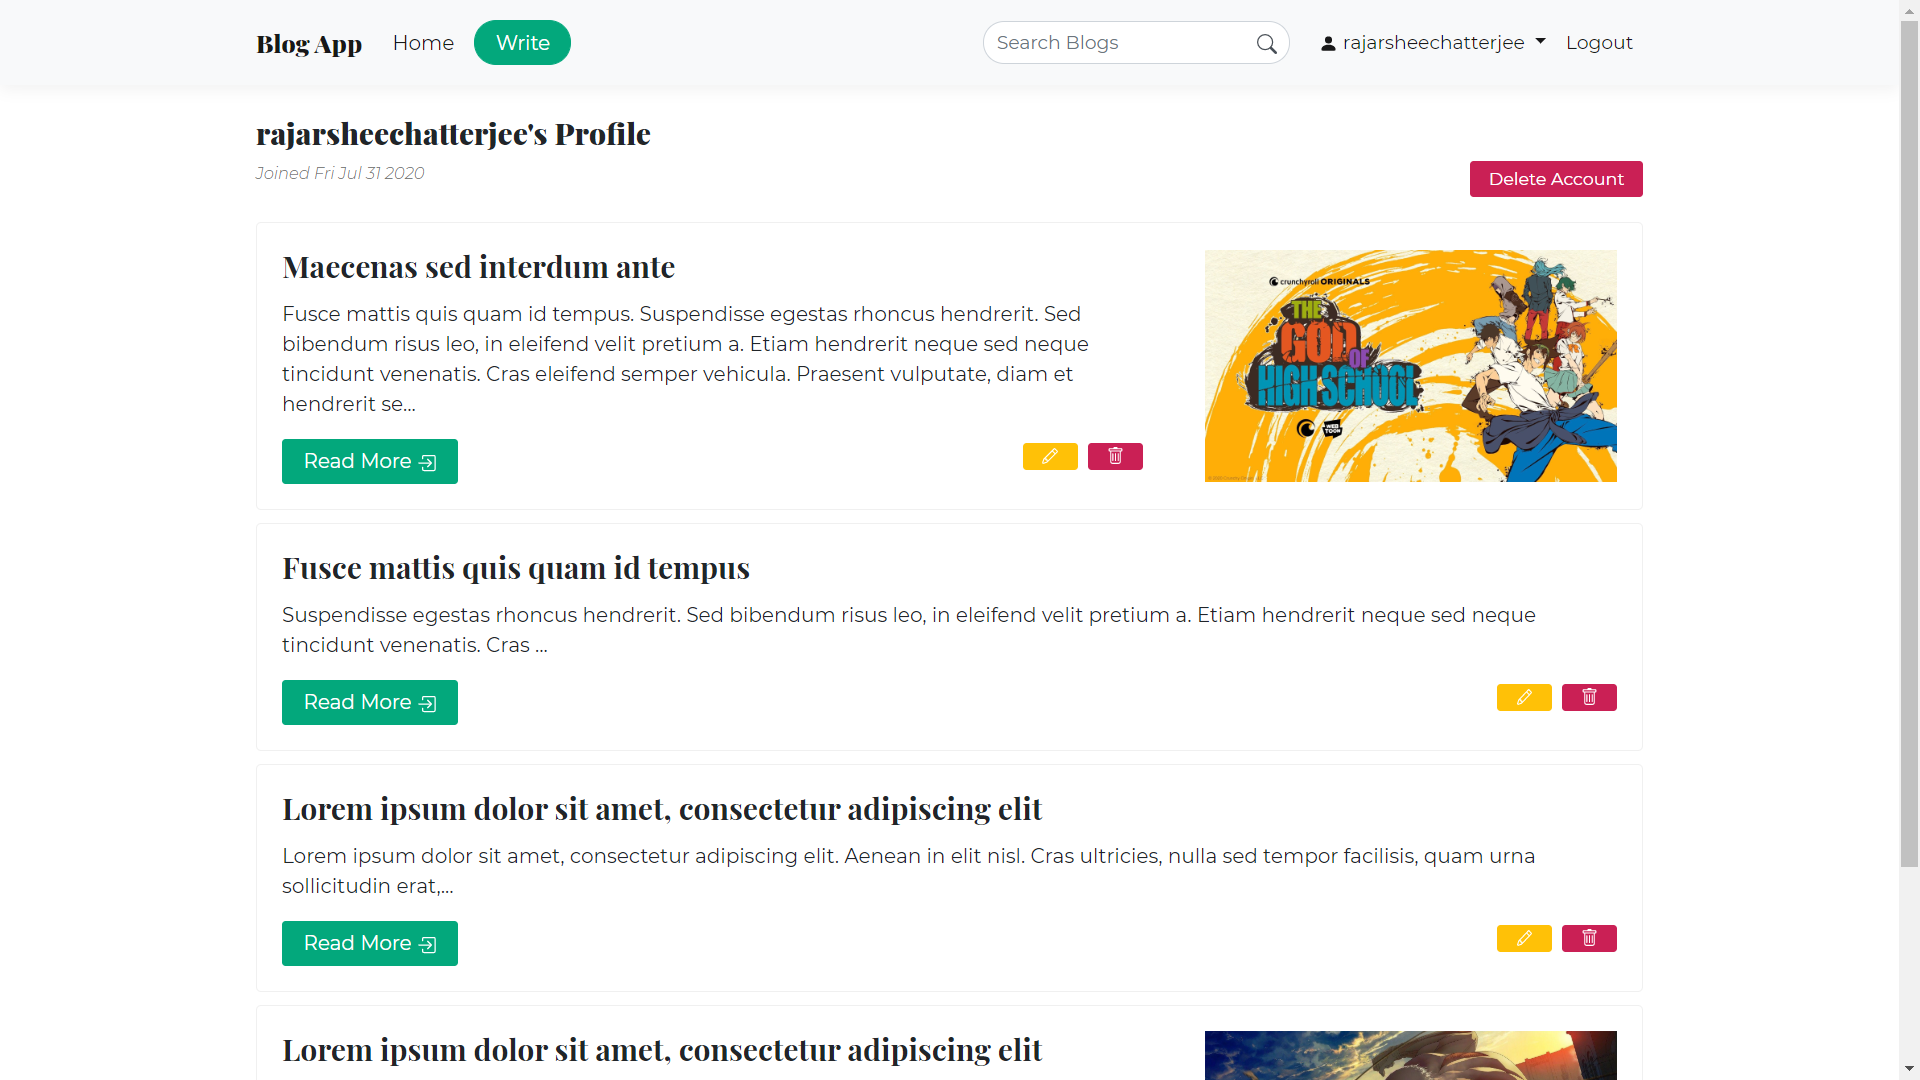 Blog App Home Write Search Blogs rajarsheechatterjee Logout
rajarsheechatterjee's Profile
Joined Fri Jul 31 2020
Delete Account
Maecenas sed interdum ante
Fusce mattis quis quam id tempus. Suspendisse egestas rhoncus hendrerit. Sed
bibendum risus leo, in eleifend velit pretium a. Etiam hendrerit neque sed neque
tincidunt venenatis. Cras eleifend semper vehicula. Praesent vulputate, diam et
hendrerit se...
Read More
crunchyroll ORIGINALS
THE
GOD OF
HIGH SCHOOL
WEB
TOON
Fusce mattis quis quam id tempus
Suspendisse egestas rhoncus hendrerit. Sed bibendum risus leo, in eleifend velit pretium a. Etiam hendrerit neque sed neque
tincidunt venenatis. Cras ...
Read More
Lorem ipsum dolor sit amet, consectetur adipiscing elit
Lorem ipsum dolor sit amet, consectetur adipiscing elit. Aenean in elit nisl. Cras ultricies, nulla sed tempor facilisis, quam urna
sollicitudin erat,...
Read More
Lorem ipsum dolor sit amet, consectetur adipiscing elit